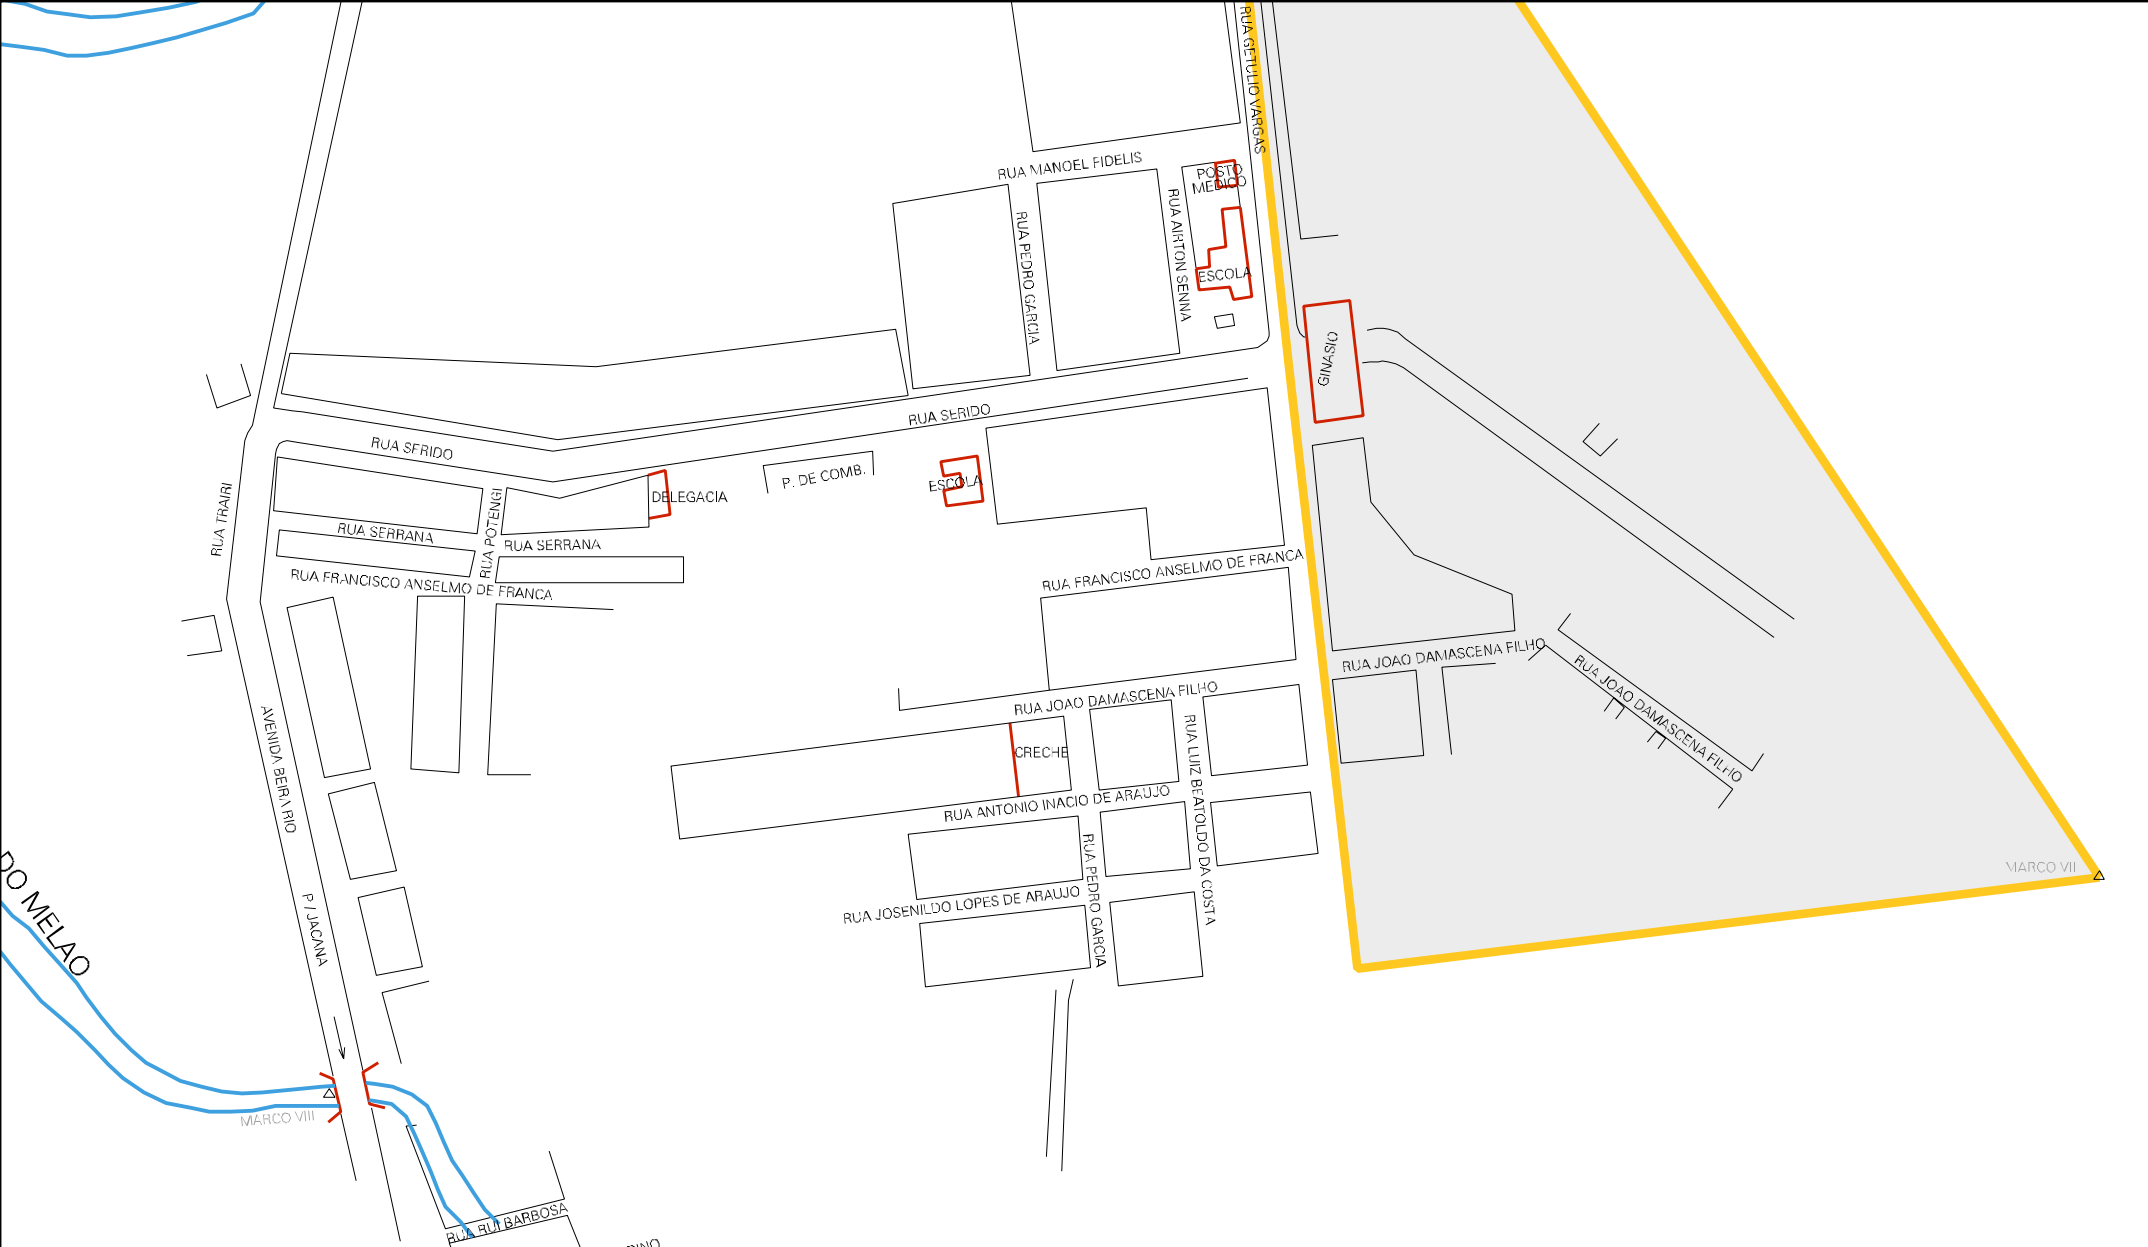 RUA GETULIO VARGAS
RUA MANOEL FIDELIS
POSTO
MEDICO
RUA AIRTON SENNA
RUA PEDRO GARCIA
ESCOLA
GINASIO
RUA SERIDO
RUA SERIDO
P. DE COMB.
ESCOLA
DELEGACIA
RUA TRAIRI
RUA POTENGI
RUA SERRANA
RUA SERRANA
RUA FRANCISCO ANSELMO DE FRANCA
RUA FRANCISCO ANSELMO DE FRANCA
RUA JOAO DAMASCENA FILHO
RUA JOAO DAMASCENA FILHO
RUA JOAO DAMASCENA FILHO
AVENIDA BEIRA RIO
CRECHE
RUA LUIZ BEATOLDO DA COSTA
RUA ANTONIO INACIO DE ARAUJO
RUA PEDRO GARCIA
RUA JOSENILDO LOPES DE ARAUJO
MARCO VII
DO MELAO
P / JACANA
MARCO VIII
RUA RUI BARBOSA